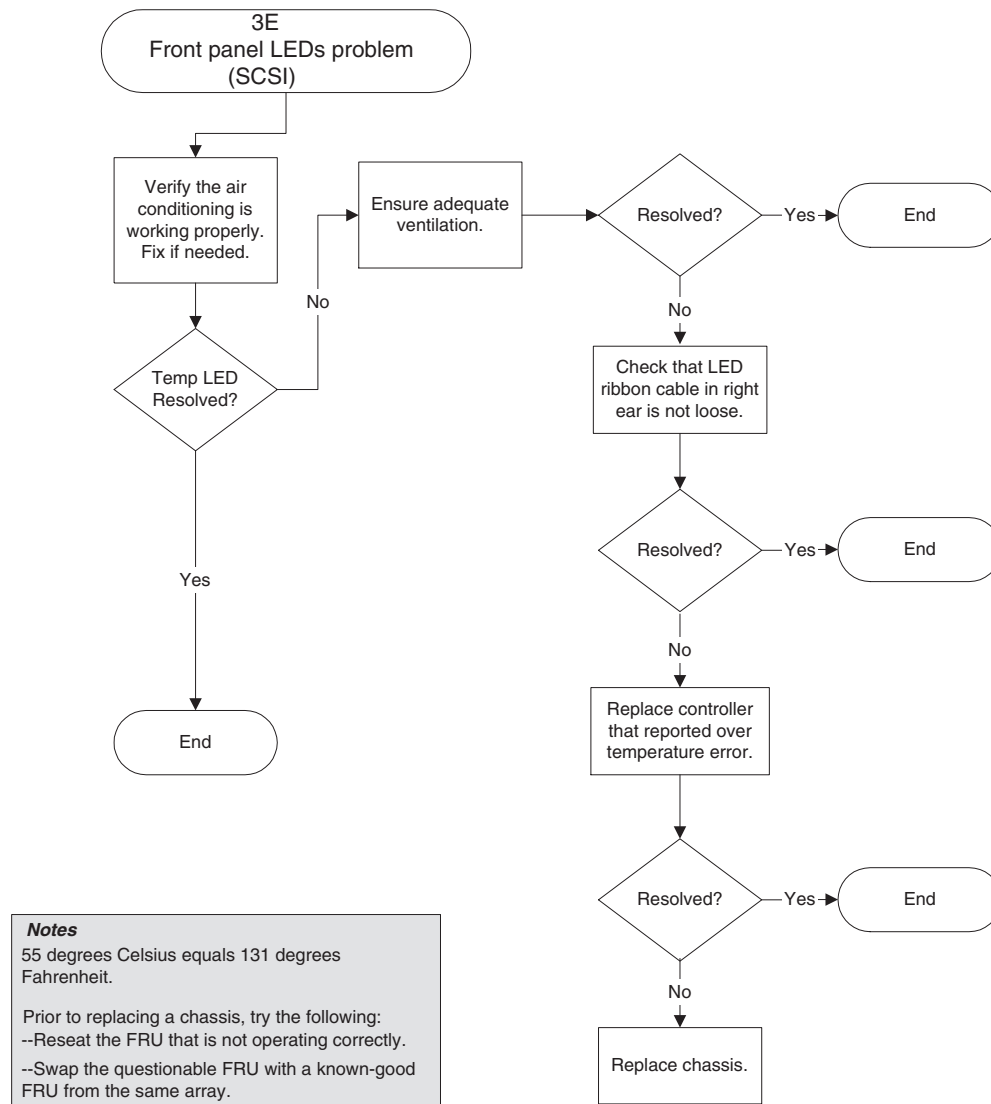 3E
Front panel LEDs problem
(SCSI)
Verify the air
conditioning is
working properly.
Fix if needed.
Temp LED
Resolved?
Yes
End
No
Ensure adequate
ventilation.
Resolved?
Yes
End
No
Check that LED
ribbon cable in right
ear is not loose.
Resolved?
Yes
End
No
Replace controller
that reported over
temperature error.
Resolved?
Yes
End
No
Replace chassis.
Notes
55 degrees Celsius equals 131 degrees
Fahrenheit.
Prior to replacing a chassis, try the following:
--Reseat the FRU that is not operating correctly.
--Swap the questionable FRU with a known-good
FRU from the same array.